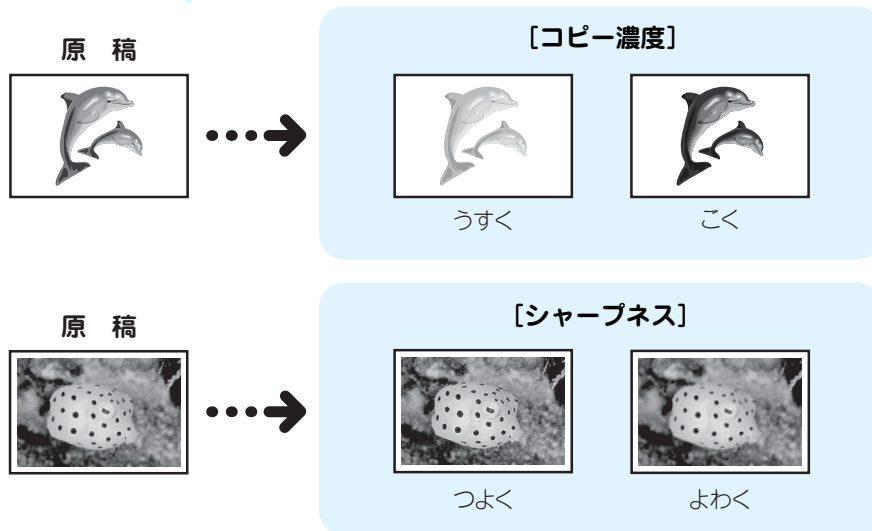 原 稿
[コピー濃度]
うすく
こく
原 稿
[シャープネス]
つよく
よわく